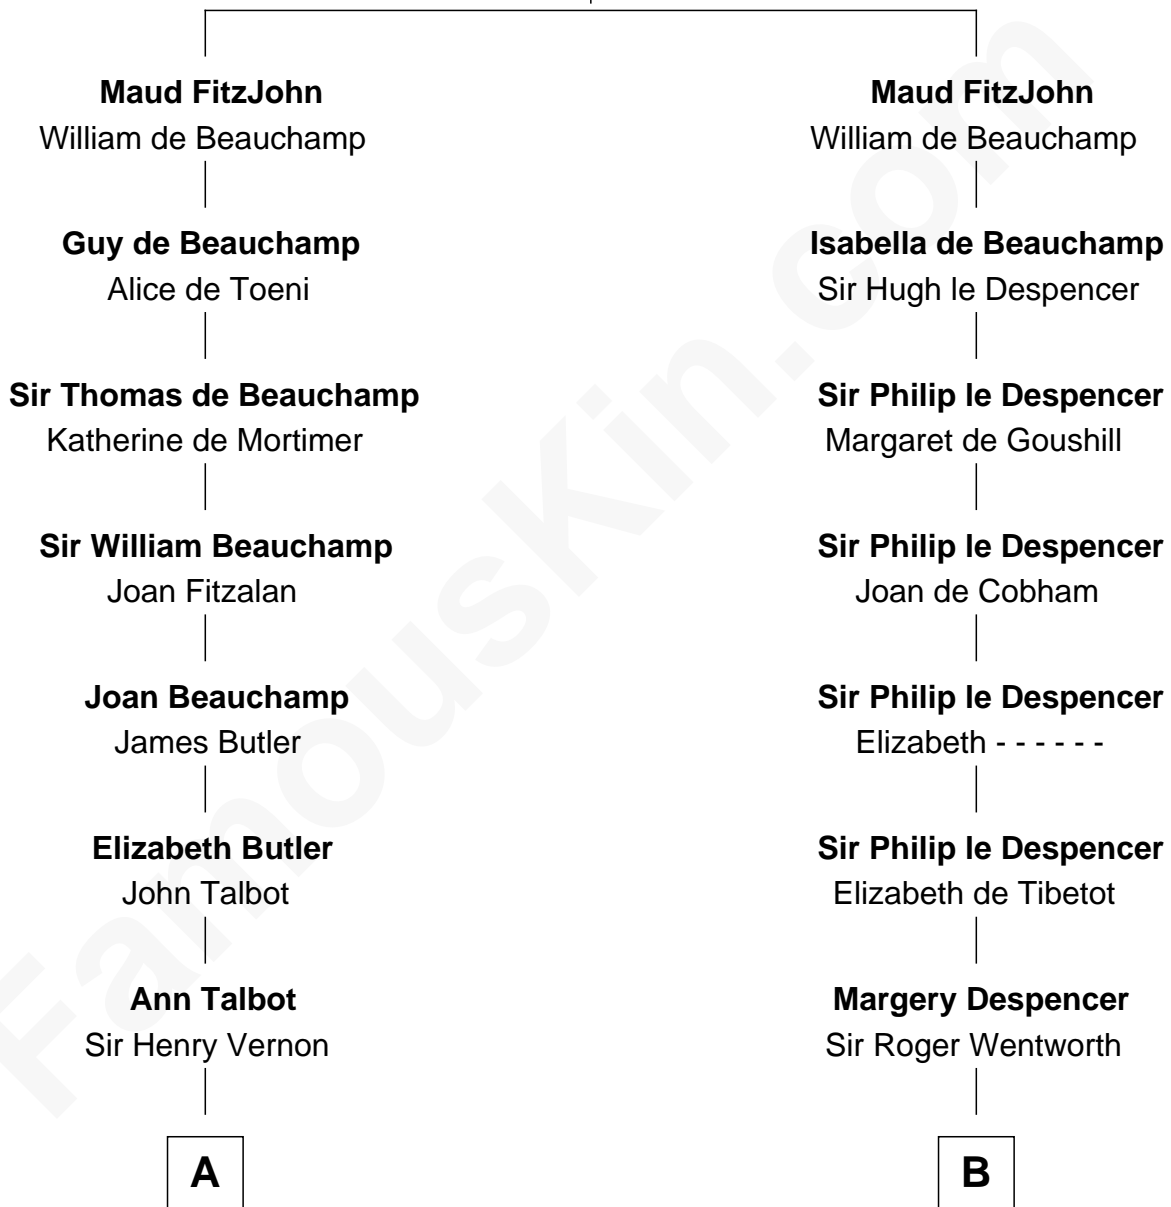 Maud FitzJohn
William de Beauchamp
Guy de Beauchamp
Alice de Toeni
Sir Thomas de Beauchamp
Katherine de Mortimer
Sir William Beauchamp
Joan Fitzalan
Joan Beauchamp
James Butler
Elizabeth Butler
John Talbot
Ann Talbot
Sir Henry Vernon
A
Maud FitzJohn
William de Beauchamp
Isabella de Beauchamp
Sir Hugh le Despencer
Sir Philip le Despencer
Margaret de Goushill
Sir Philip le Despencer
Joan de Cobham
Sir Philip le Despencer
Elizabeth - - - - - -
Sir Philip le Despencer
Elizabeth de Tibetot
Margery Despencer
Sir Roger Wentworth
B
FamousKin.com